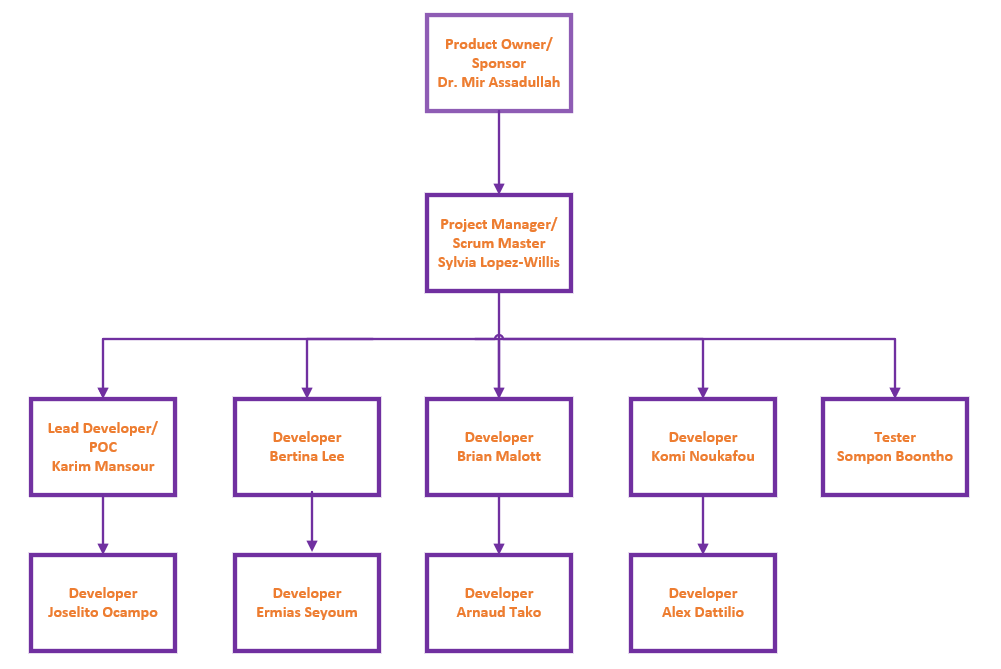 Product Owner/
Sponsor
Dr. Mir Assadullah
Project Manager/
Scrum Master
Sylvia Lopez-Willis
Lead Developer/
POC
Karim Mansour
Developer
Bertina Lee
Developer
Brian Malott
Developer
Komi Noukafou
Tester
Sompon Boontho
Developer
Joselito Ocampo
Developer
Ermias Seyoum
Developer
Arnaud Tako
Developer
Alex Dattilio